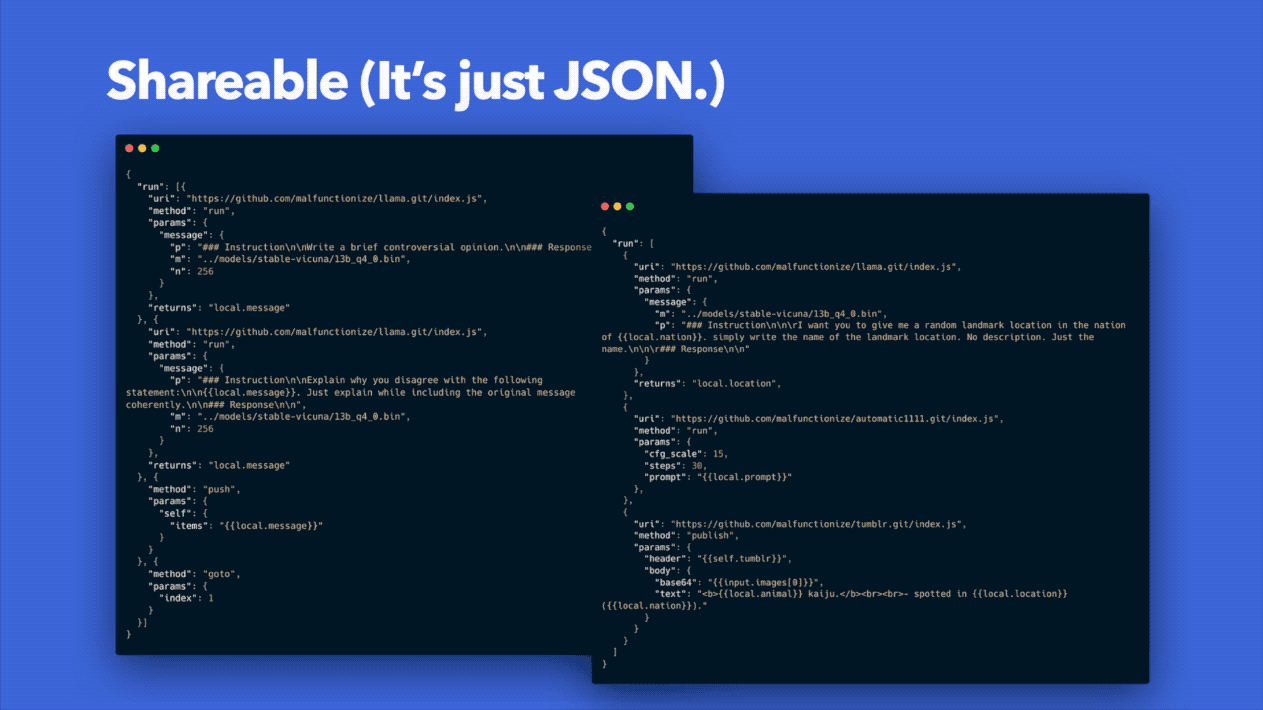 Shareable (It's just JSON.)
{
"run": [{
"uri": "https://github.com/malfunctionize/llama.git/index.js",
"method": "run",
"params": {
"message": {
"p": "### Instruction\n\nWrite a brief controversial opinion.\n\n### Response
"m": "../models/stable-vicuna/13b_q4_0.bin",
"n": 256
}
},
"returns": "local.message"
}, {
"uri": "https://github.com/malfunctionize/llama.git/index.js",
"method": "run",
"params": {
"message": {
"p": "### Instruction\n\nExplain why you disagree with the following
statement:\n\n{{local.message}}. Just explain while including the original message
coherently.\n\n### Response\n\n",
"m": "../models/stable-vicuna/13b_q4_0.bin",
"n": 256
}
},
"returns": "local.message"
}, {
"method": "push",
"params": {
"self": {
"items": "{{local.message}}"
}
}
}, {
"method": "goto",
"params": {
"index": 1
}
}]
}
{
"run": [
{
"uri": "https://github.com/malfunctionize/llama.git/index.js",
"method": "run",
"params": {
"message": {
"m": "../models/stable-vicuna/13b_q4_0.bin",
"p": "### Instruction\n\n\rI want you to give me a random landmark location in the nation
of {{local.nation}}. simply write the name of the landmark location. No description. Just the
name.\n\n\r### Response\n\n"
}
},
"returns": "local.location",
},
{
"uri": "https://github.com/malfunctionize/automatic1111.git/index.js",
"method": "run",
"params": {
"cfg_scale": 15,
"steps": 30,
"prompt": "{{local.prompt}}"
},
},
{
"uri": "https://github.com/malfunctionize/tumblr.git/index.js",
"method": "publish",
"params": {
"header": "{{self.tumblr}}",
"body": {
"base64": "{{input.images[0]}}",
"text": "<b>{{local.animal}} kaiju.</b><br><br>- spotted in {{local.location}}
({{local.nation}})."
}
}
}
]
}